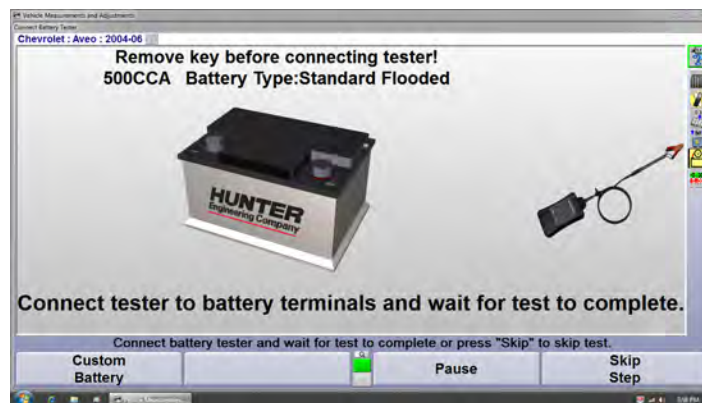 Vehicle Measurements and Adjustments
Connect Battery Tester
Chevrolet : Aveo : 2004-06
Remove key before connecting tester!
500CCA Battery Type:Standard Flooded
HUNTER
Engineering Company
Connect tester to battery terminals and wait for test to complete.
Connect battery tester and wait for test to complete or press "Skip" to skip test.
Custom
Battery
Pause
Skip
Step